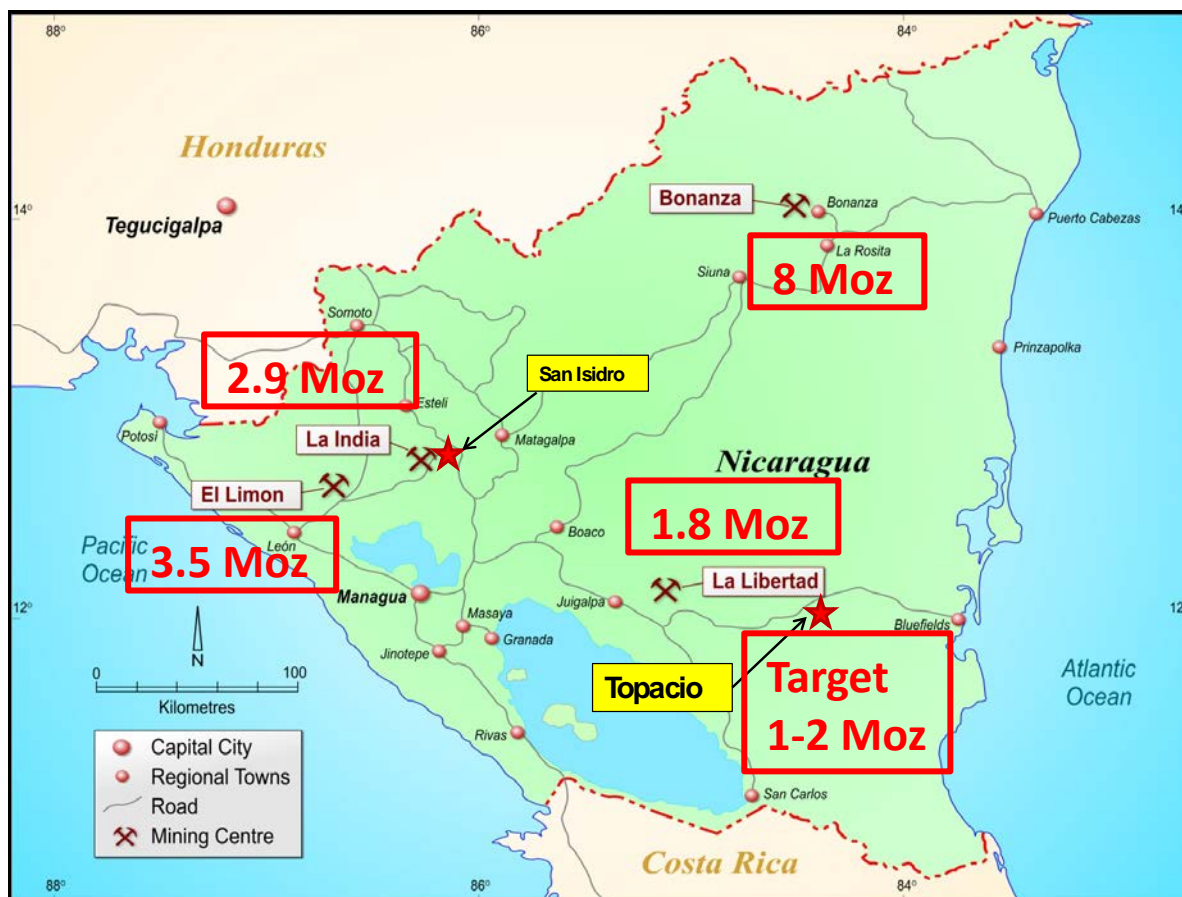 88°
86°
84°
Honduras
Tegucigalpa
14°
14
Bonanza
Bonanza
Puerto Cabezas
La Rosita
Siuna
8 Moz
Somoto
Prinzapolka
2.9 Moz
San Isidro
Esteli
Potosi
La India
Matagalpa
Nicaragua
El Limon
1.8 Moz
Boaco
León
Pacific
Ocean
3.5 Moz
La Libertad
Managua
Juigalpa
12°
12
Masaya
Granada
Bluefields
Jinotepe
N
Topacio
Target
1-2 Moz
Atlantic
Ocean
0
100
Kilometres
Rivas
Capital City
Regional Towns
Road
Mining Centre
San Carlos
Costa Rica
88°
86°
84°